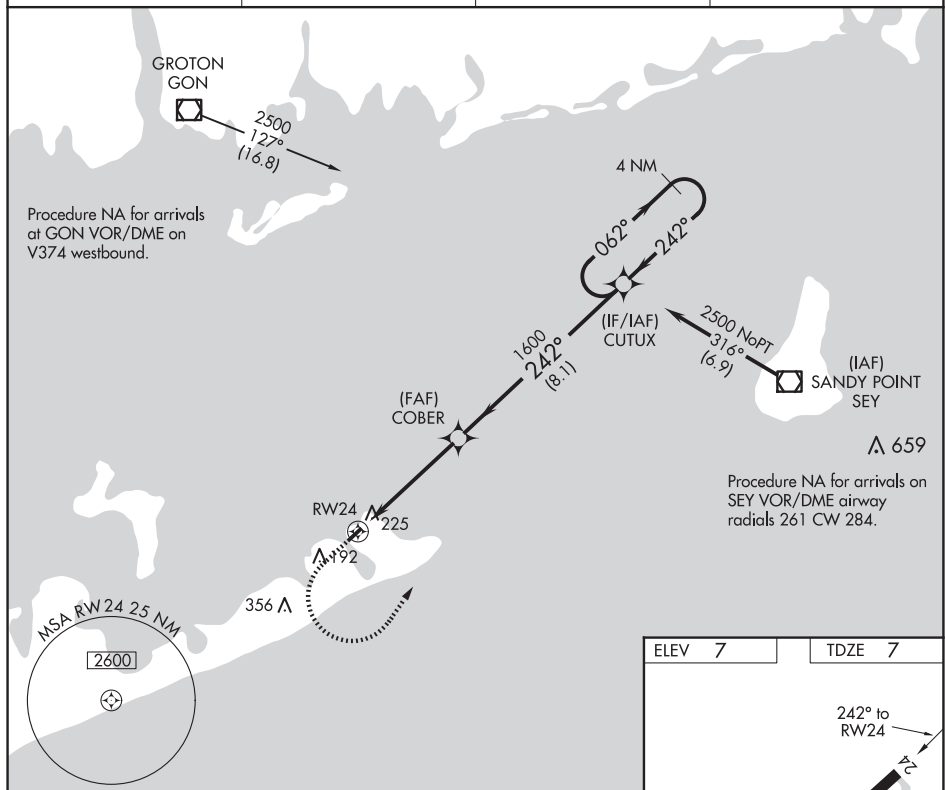 GROTON
GON
2500
127°
(16.8)
Procedure NA for arrivals
at GON VOR/DME on
V374 westbound.
4 NM
062°
242°
(IF/IAF)
CUTUX
2500 NoPT
316°
(6.9)
(IAF)
SANDY POINT
SEY
1600
242°
(8.1)
(FAF)
COBER
659
Procedure NA for arrivals on
SEY VOR/DME airway
radials 261 CW 284.
RW24
225
192
356
MSA RW24 25 NM
2600
ELEV 7
TDZE 7
242° to
RW24
24